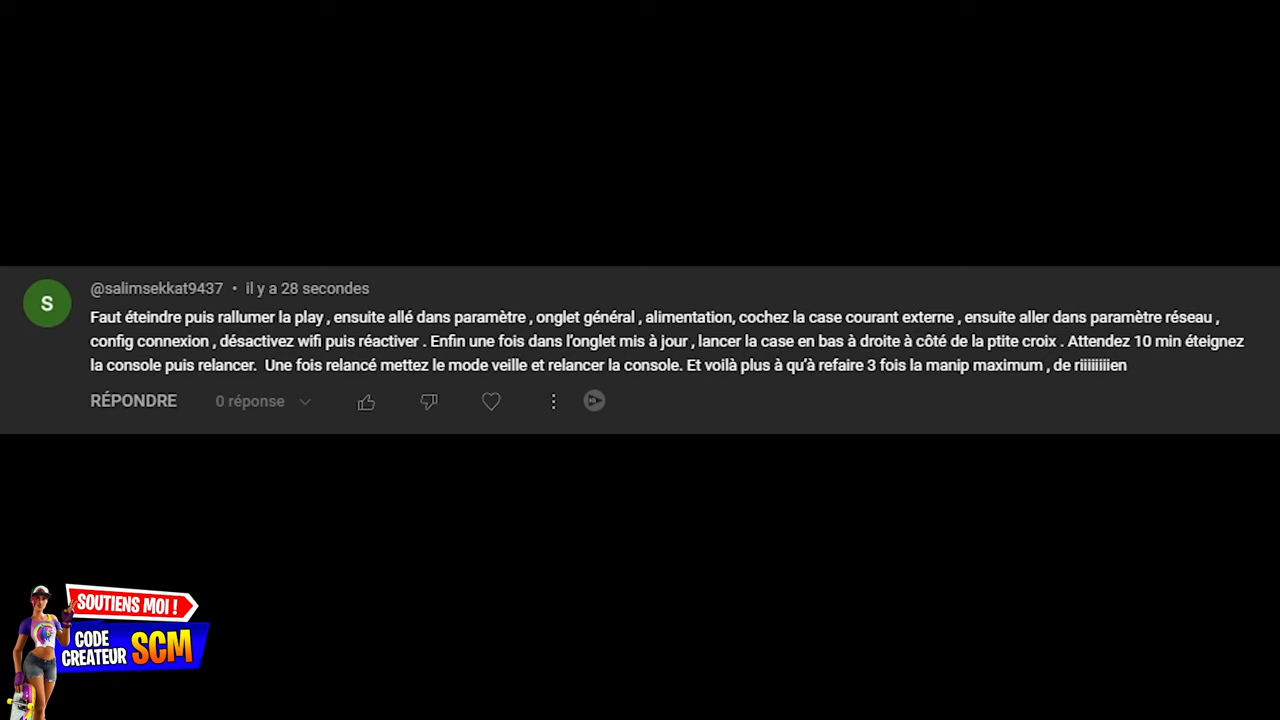 @salimsekkat9437 • il y a 28 secondes
Faut éteindre puis rallumer la play , ensuite allé dans paramètre , onglet général , alimentation, cochez la case courant externe , ensuite aller dans paramètre réseau ,
config connexion , désactivez wifi puis réactiver . Enfin une fois dans l'onglet mis à jour , lancer la case en bas à droite à côté de la ptite croix . Attendez 10 min éteignez
la console puis relancer. Une fois relancé mettez le mode veille et relancer la console. Et voilà plus à qu'à refaire 3 fois la manip maximum , de riiiiiiiien
RÉPONDRE 0 réponse
S
SOUTIENS MOI !
CODE
CREATEUR SCM